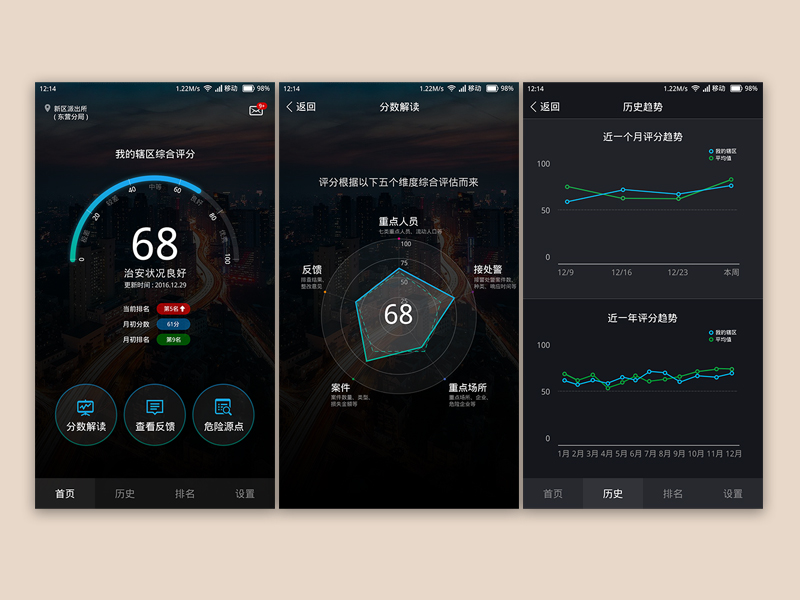 12:14
1.22M/s
移动
98%
新区派出所
( 东营分局 )
9+
我的辖区综合评分
0
20
40
60
80
100
较差
中等
良好
优秀
68
治安状况良好
更新时间 : 2016.12.29
当前排名 第5名
月初分数 61分
月初排名 第9名
分数解读
查看反馈
危险源点
首页
历史
排名
设置
12:14
1.22M/s
移动
98%
返回
分数解读
评分根据以下五个维度综合评估而来
重点人员
七类重点人员、流动人口等
100
75
50
25
68
反馈
排查结果、
整改意见
接处警
接警处警案件数、
种类、响应时间等
案件
案件数量、类型、
损失金额等
重点场所
重点场所、企业、
危险企业等
12:14
1.22M/s
移动
98%
返回
历史趋势
近一个月评分趋势
我的辖区
平均值
100
50
0
12/9
12/16
12/23
本周
近一年评分趋势
我的辖区
平均值
100
50
0
1月 2月 3月 4月 5月 6月 7月 8月 9月 10月 11月 12月
首页
历史
排名
设置